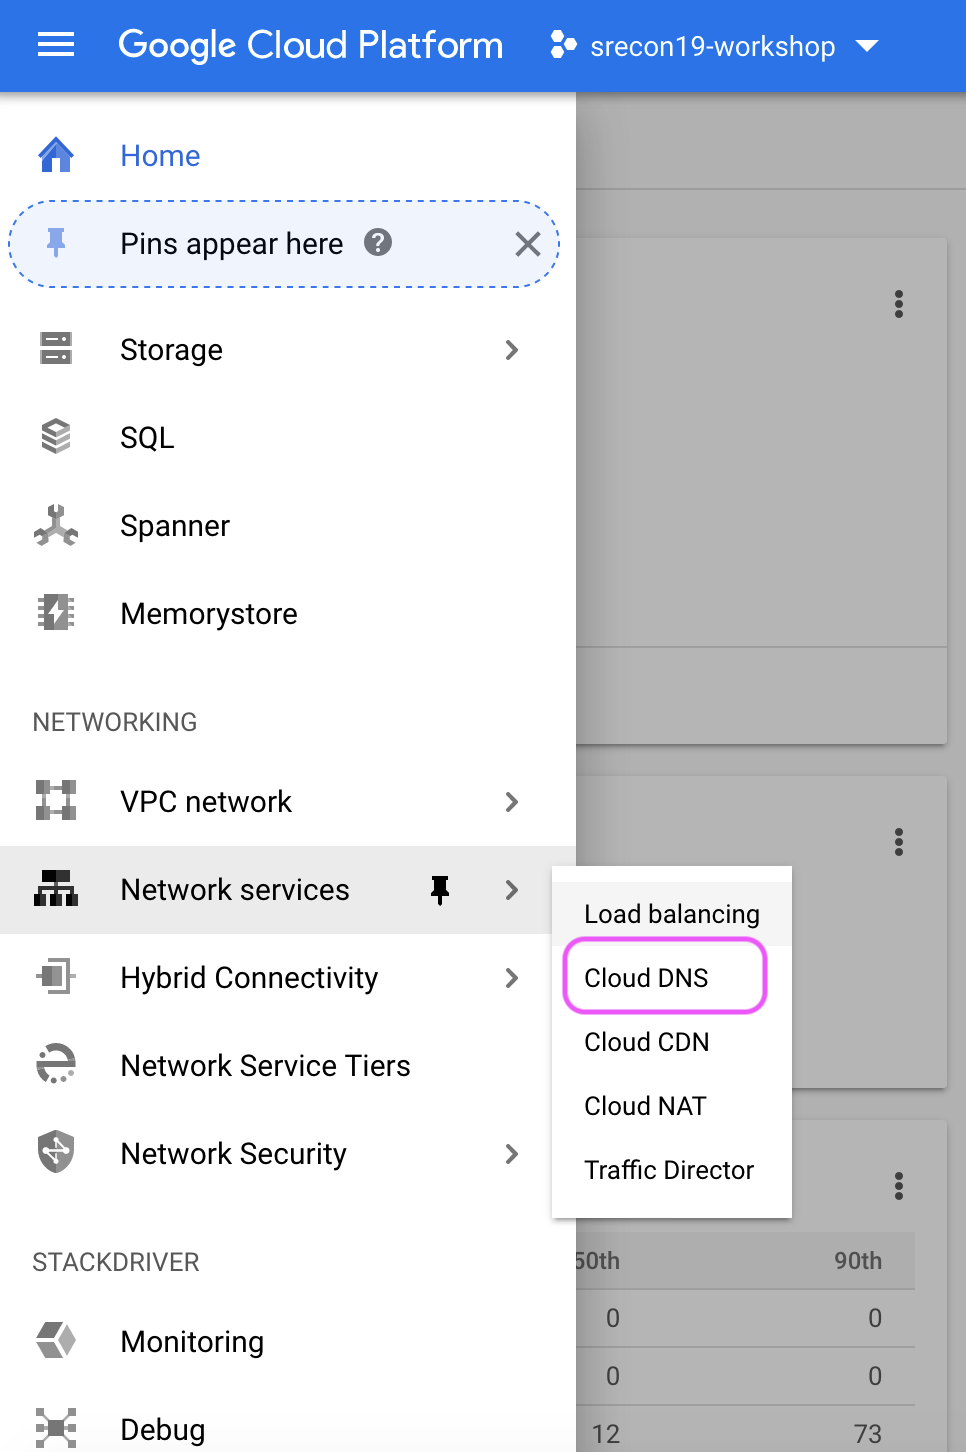 Google Cloud Platform srecon19-workshop
Home
Pins appear here ?
Storage
SQL
Spanner
Memorystore
NETWORKING
VPC network
Network services
Load balancing
Cloud DNS
Cloud CDN
Cloud NAT
Traffic Director
Hybrid Connectivity
Network Service Tiers
Network Security
STACKDRIVER
Monitoring
Debug
50th 90th
0 0
0 0
12 73